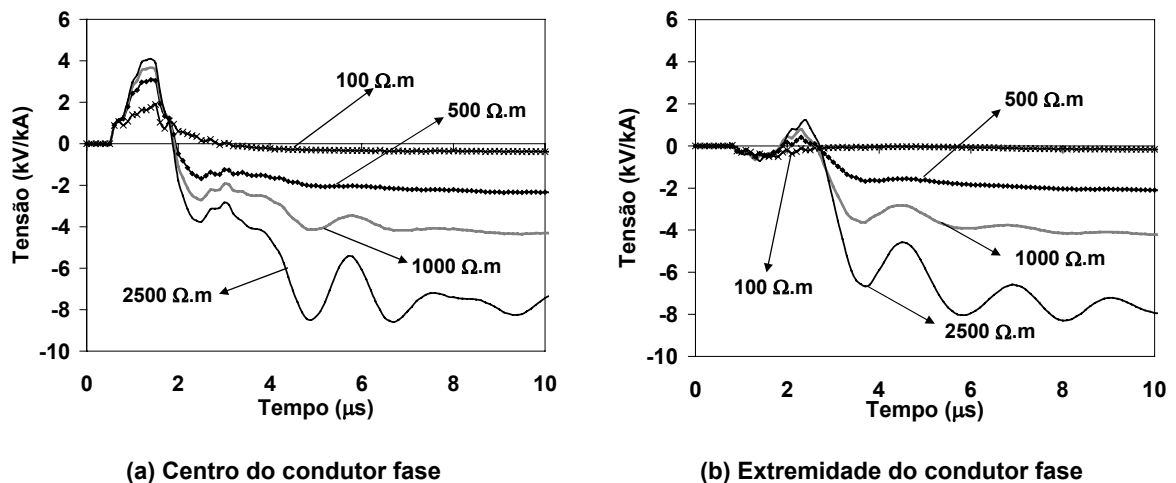 6
4
2
0
-2
-4
-6
-8
-10
Tensão (kV/kA)
100 Ω.m
500 Ω.m
1000 Ω.m
2500 Ω.m
0 2 4 6 8 10
Tempo (μs)
(a) Centro do condutor fase
6
4
2
0
-2
-4
-6
-8
-10
Tensão (kV/kA)
500 Ω.m
100 Ω.m
1000 Ω.m
2500 Ω.m
0 2 4 6 8 10
Tempo (μs)
(b) Extremidade do condutor fase